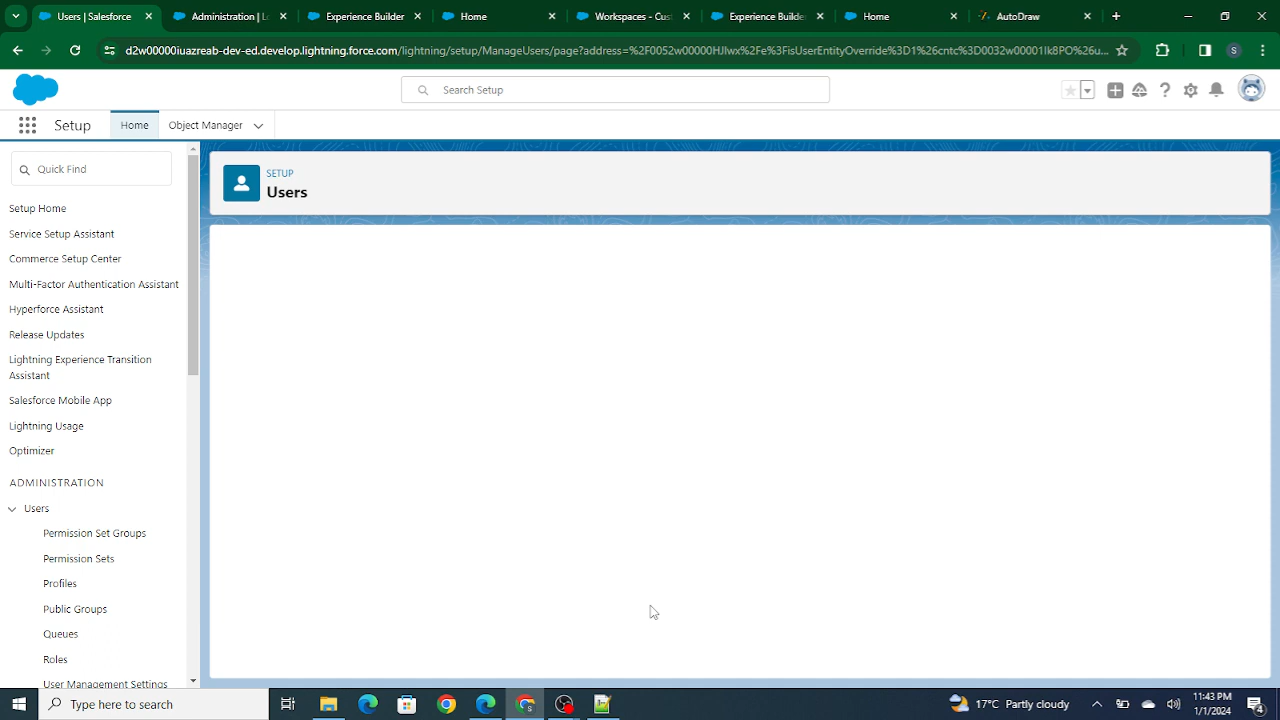 Users | Salesforce
Administration | Lo
Experience Builder
Home
Workspaces - Cust
Experience Builder
Home
AutoDraw
d2w00000iuazreab-dev-ed.develop.lightning.force.com/lightning/setup/ManageUsers/page?address=%2F0052w00000HJlwx%2Fe%3FisUserEntityOverride%3D1%26cntc%3D0032w00001Ik8PO%26u...
S
Search Setup
Setup
Home
Object Manager
Quick Find
SETUP
Users
Setup Home
Service Setup Assistant
Commerce Setup Center
Multi-Factor Authentication Assistant
Hyperforce Assistant
Release Updates
Lightning Experience Transition
Assistant
Salesforce Mobile App
Lightning Usage
Optimizer
ADMINISTRATION
Users
Permission Set Groups
Permission Sets
Profiles
Public Groups
Queues
Roles
User Management Settings
Type here to search
17°C Partly cloudy
11:43 PM
1/1/2024
4